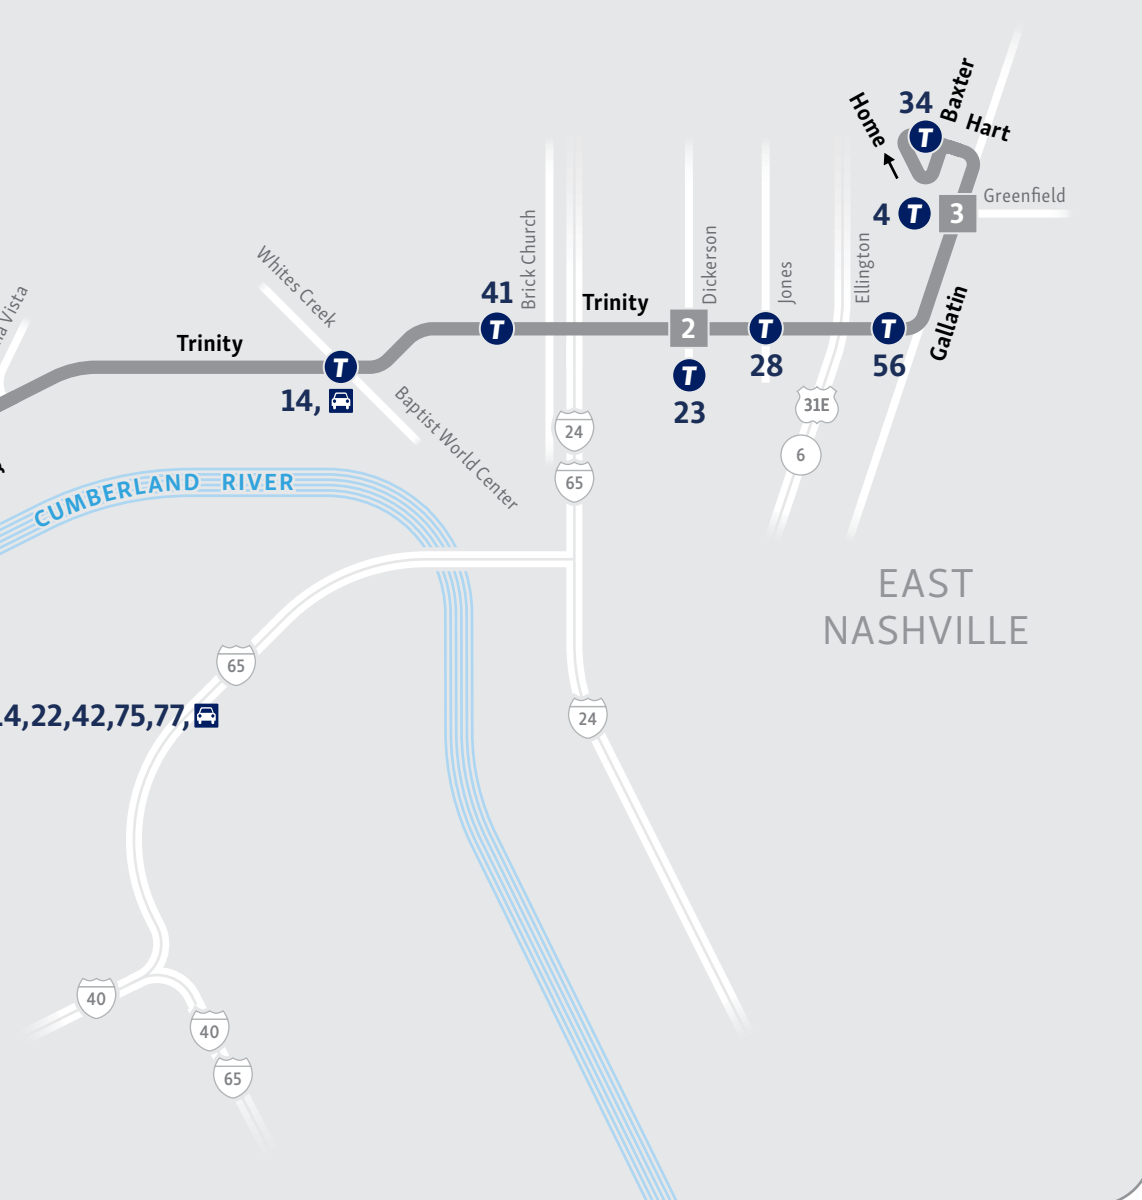 34
T
Baxter
Hart
Home
4
T
3
Greenfield
Brick Church
Dickerson
Jones
Ellington
Gallatin
Whites Creek
41
T
Trinity
2
T
28
T
56
T
23
Trinity
T
14,
Baptist World Center
31E
6
24
65
CUMBERLAND RIVER
EAST
NASHVILLE
65
24
4,22,42,75,77,
40
40
65
Vista